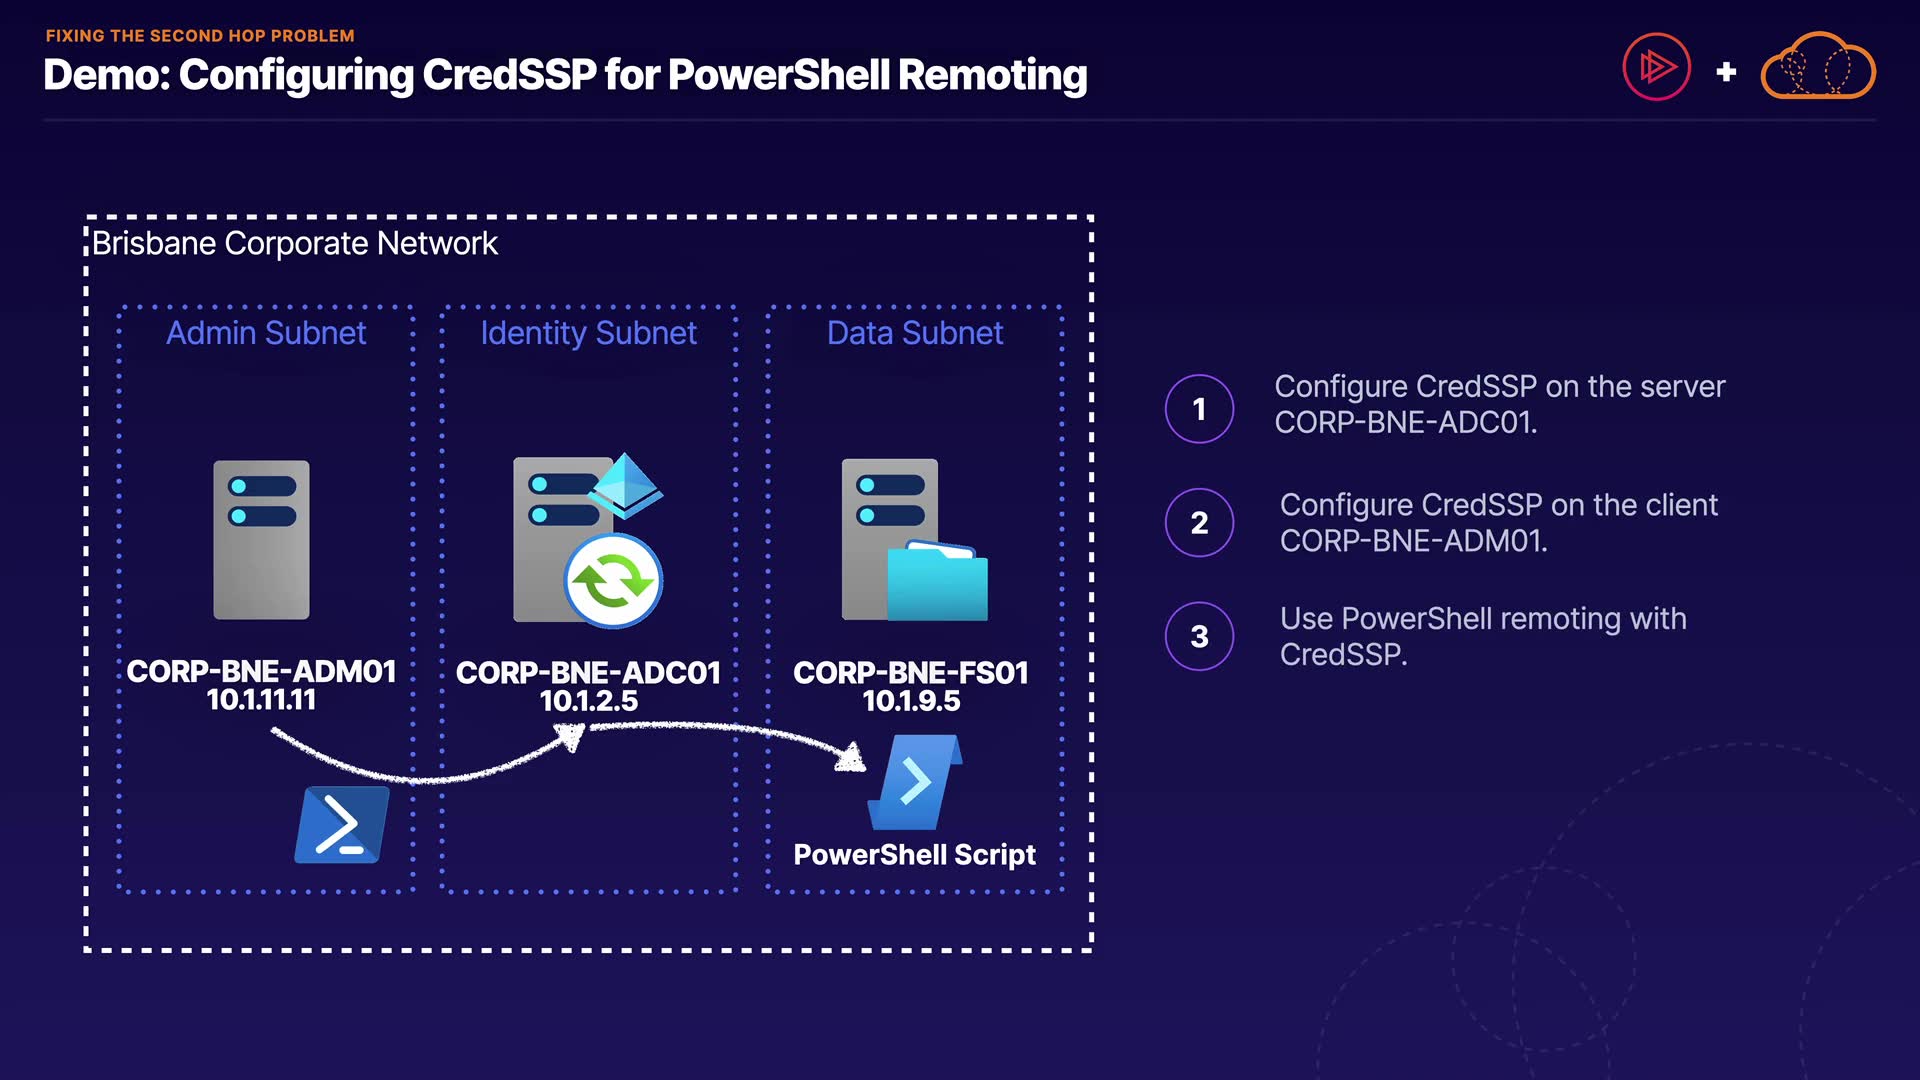 FIXING THE SECOND HOP PROBLEM
Demo: Configuring CredSSP for PowerShell Remoting
Brisbane Corporate Network
Admin Subnet
Identity Subnet
Data Subnet
CORP-BNE-ADM01
10.1.11.11
CORP-BNE-ADC01
10.1.2.5
CORP-BNE-FS01
10.1.9.5
PowerShell Script
1
Configure CredSSP on the server
CORP-BNE-ADC01.
2
Configure CredSSP on the client
CORP-BNE-ADM01.
3
Use PowerShell remoting with
CredSSP.